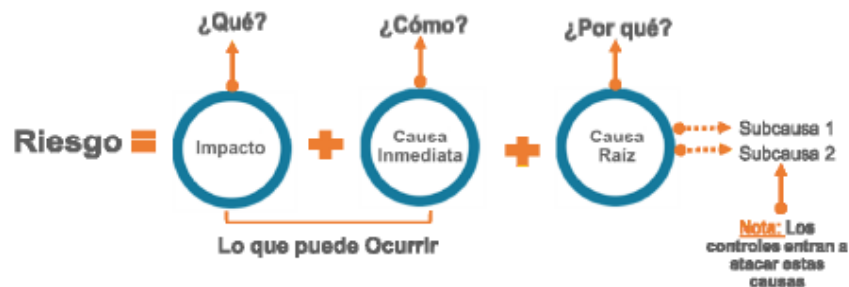 ¿Qué?
¿Cómo?
¿Por qué?
Riesgo =
Impacto
+
Causa
Inmediata
+
Causa
Raíz
Subcausa 1
Subcausa 2
Lo que puede Ocurrir
Nota: Los
controles entran a
atacar estas
causas